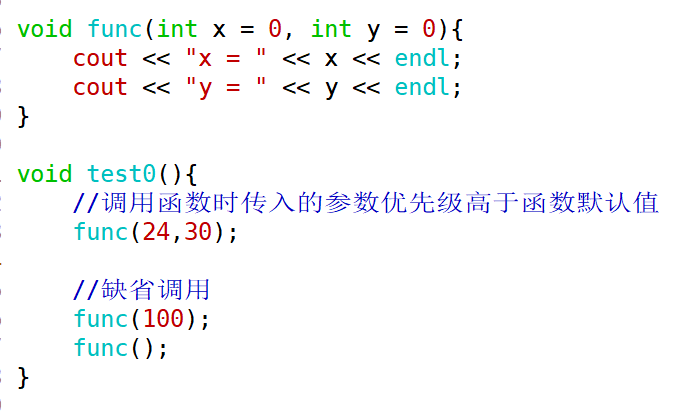 void func(int x = 0, int y = 0){
    cout << "x = " << x << endl;
    cout << "y = " << y << endl;
}
void test0(){
    //调用函数时传入的参数优先级高于函数默认值
    func(24,30);
    //缺省调用
    func(100);
    func();
}